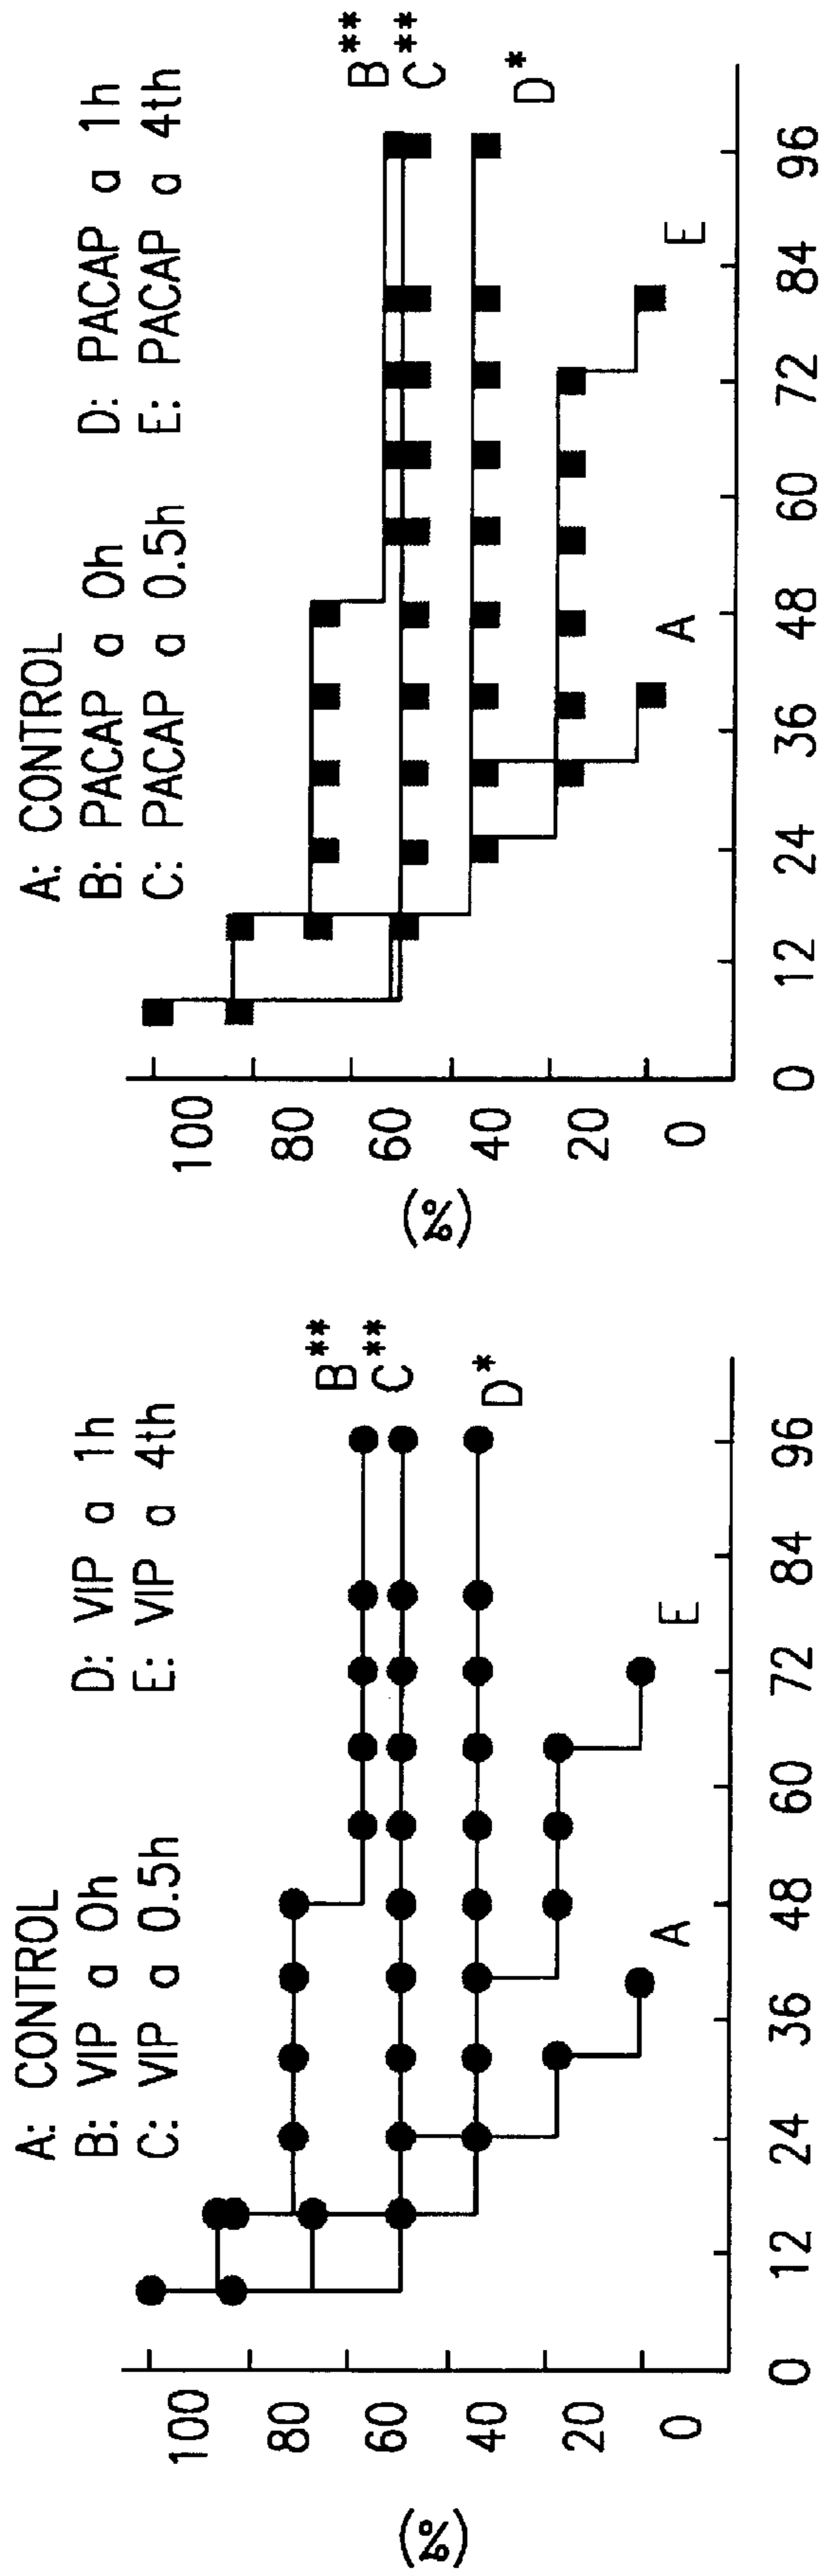 A: CONTROL
B: VIP a 0h
C: VIP a 0.5h
D: VIP a 1h
E: VIP a 4th
(%)
100
80
60
40
20
0
B**
C**
D*
E
A
0 12 24 36 48 60 72 84 96
A: CONTROL
B: PACAP a 0h
C: PACAP a 0.5h
D: PACAP a 1h
E: PACAP a 4th
(%)
100
80
60
40
20
0
B**
C**
D*
E
A
0 12 24 36 48 60 72 84 96